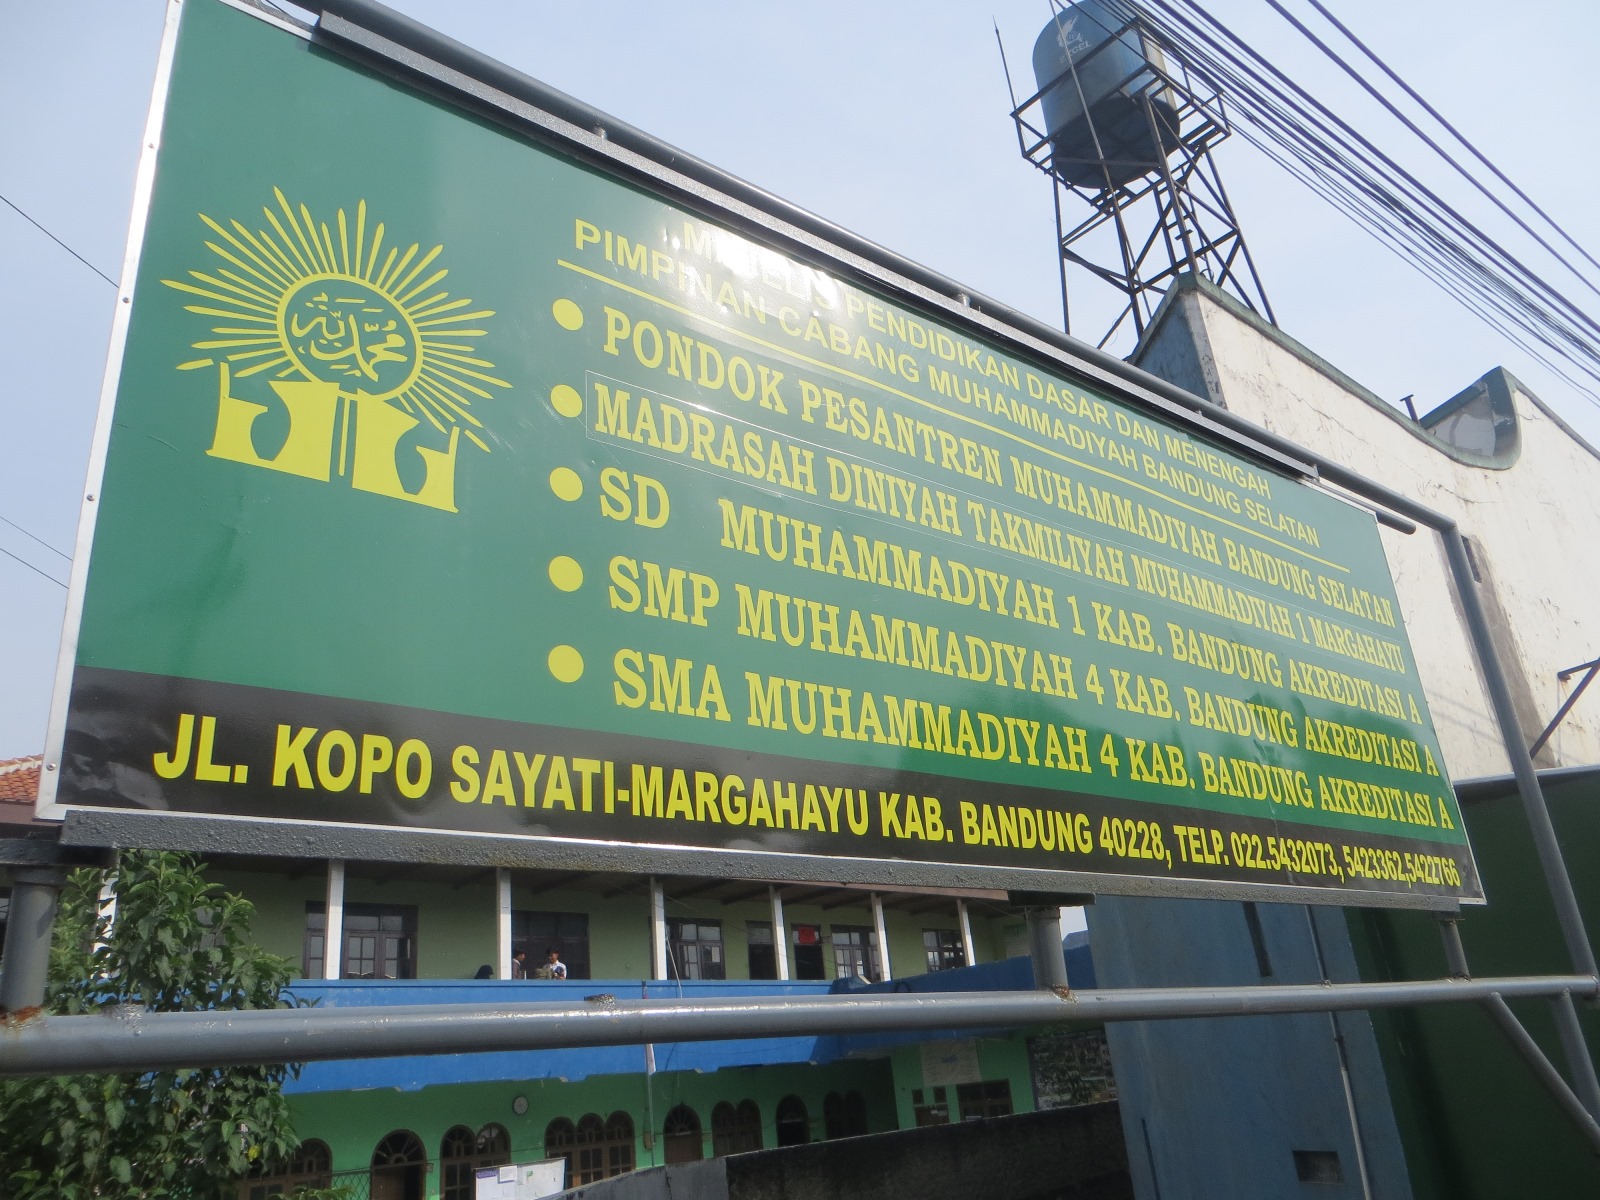 MAJELIS PENDIDIKAN DASAR DAN MENENGAH
PIMPINAN CABANG MUHAMMADIYAH BANDUNG SELATAN
PONDOK PESANTREN MUHAMMADIYAH BANDUNG SELATAN
MADRASAH DINIYAH TAKMILIYAH MUHAMMADIYAH 1 MARGAHAYU
SD MUHAMMADIYAH 1 KAB. BANDUNG AKREDITASI A
SMP MUHAMMADIYAH 4 KAB. BANDUNG AKREDITASI A
SMA MUHAMMADIYAH 4 KAB. BANDUNG AKREDITASI A
JL. KOPO SAYATI-MARGAHAYU KAB. BANDUNG 40228, TELP. 022.5432073, 5423362,5422766
محمدية